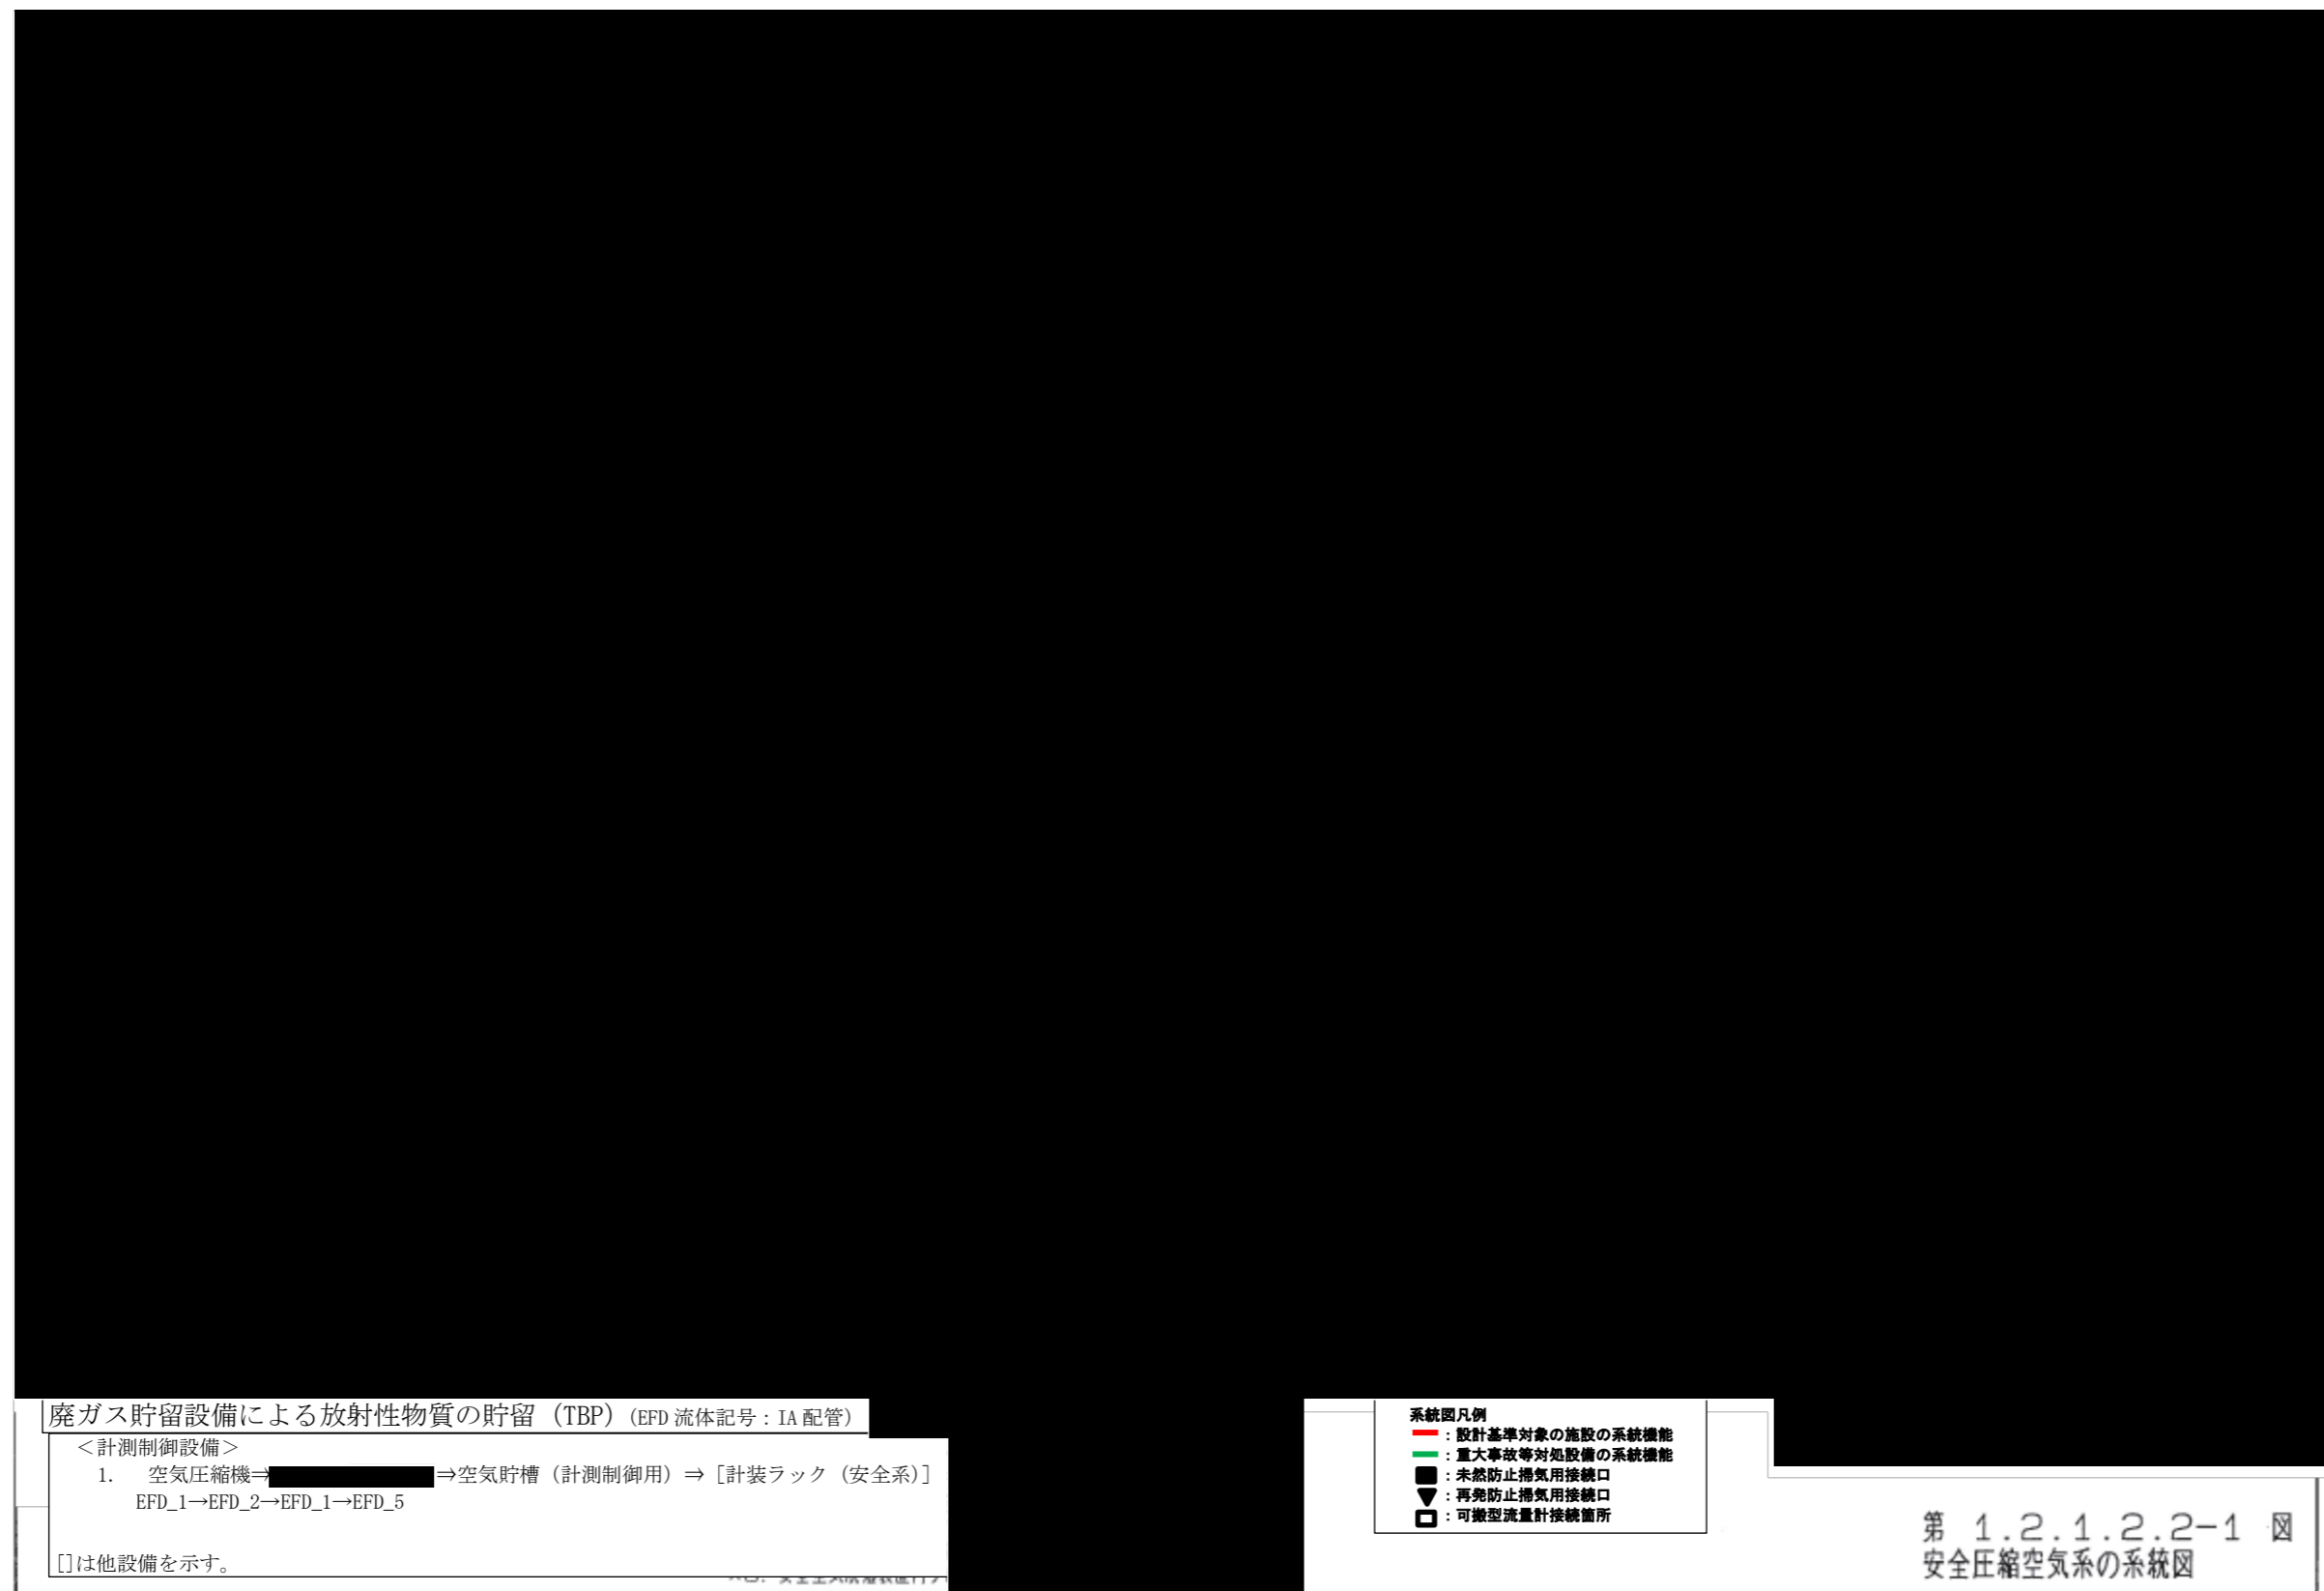 廃ガス貯留設備による放射性物質の貯留（TBP）(EFD 流体記号：IA 配管)
＜計測制御設備＞
1. 空気圧縮機⇒ ⇒空気貯槽（計測制御用）⇒［計装ラック（安全系）］
EFD_1→EFD_2→EFD_1→EFD_5
[]は他設備を示す。
系統図凡例
：設計基準対象の施設の系統機能
：重大事故等対処設備の系統機能
：未然防止掃気用接続口
：再発防止掃気用接続口
：可搬型流量計接続箇所
第 1.2.1.2.2-1 図
安全圧縮空気系の系統図